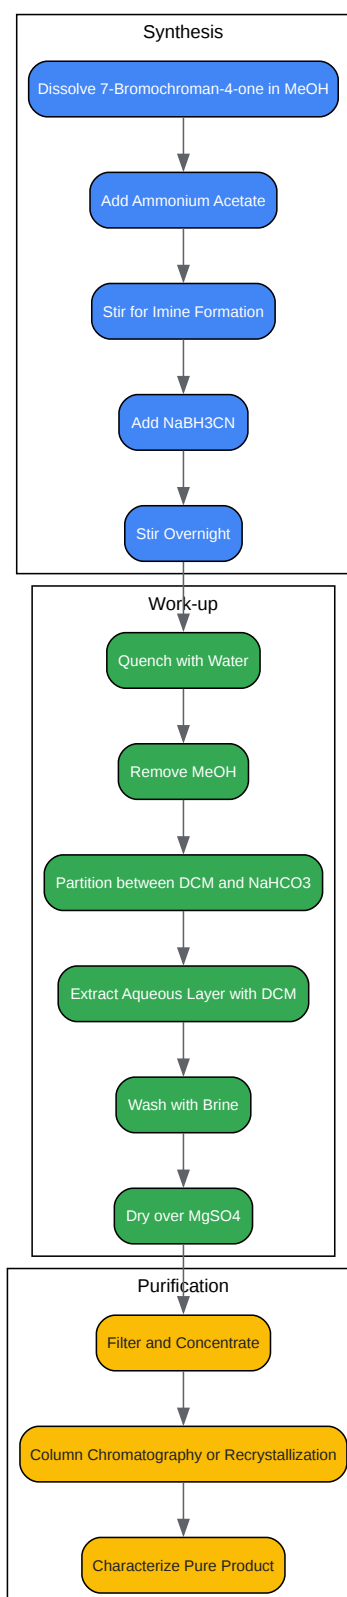 Synthesis
Dissolve 7-Bromochroman-4-one in MeOH
Add Ammonium Acetate
Stir for Imine Formation
Add NaBH3CN
Stir Overnight
Work-up
Quench with Water
Remove MeOH
Partition between DCM and NaHCO3
Extract Aqueous Layer with DCM
Wash with Brine
Dry over MgSO4
Purification
Filter and Concentrate
Column Chromatography or Recrystallization
Characterize Pure Product